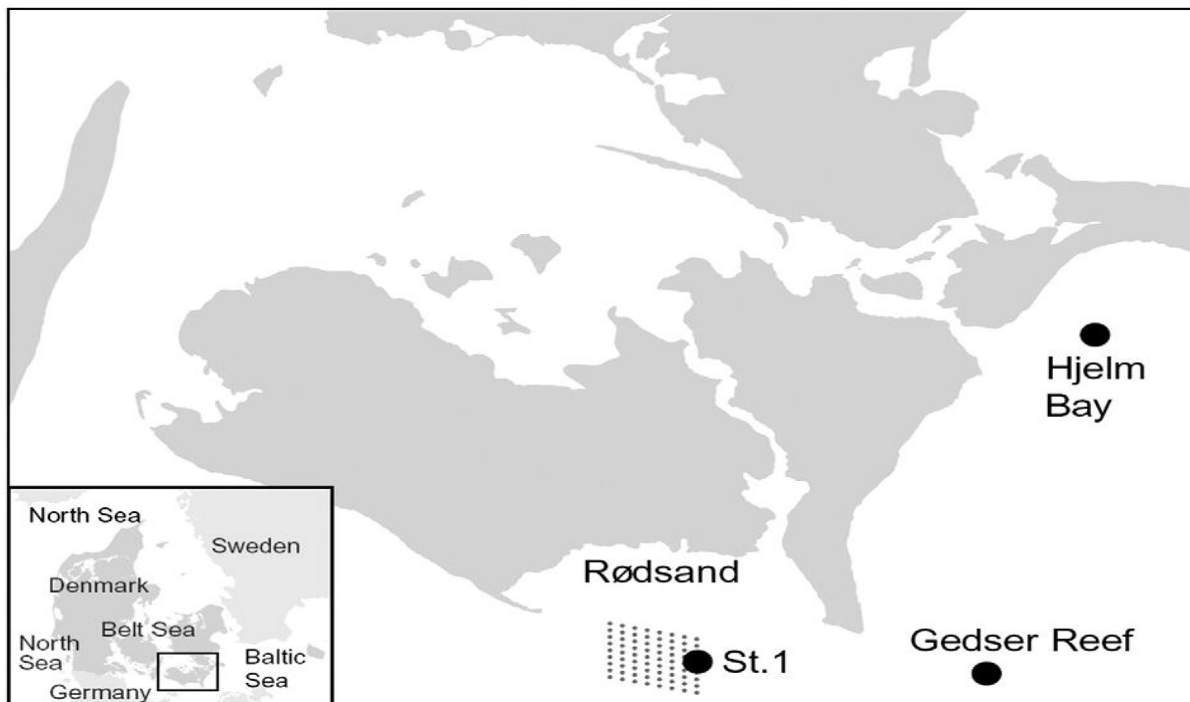 Hjelm
Bay
Rødsand
St.1
Gedser Reef
North Sea
Sweden
Denmark
Belt Sea
North
Sea
Baltic
Sea
Germany